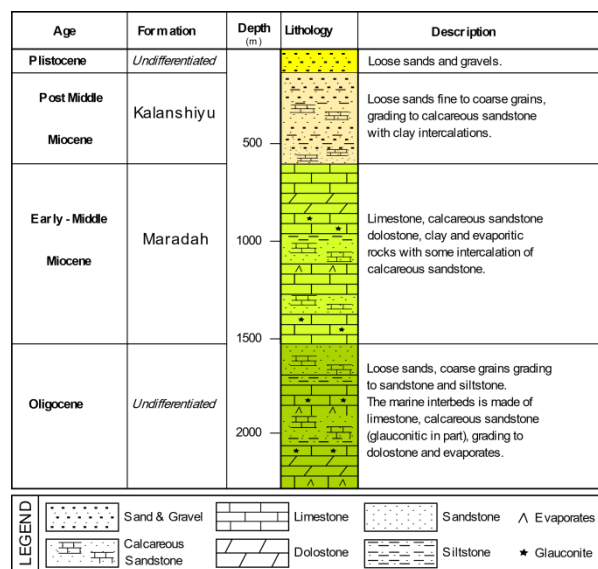 Age
Formation
Depth
(m)
Lithology
Description
Plistocene
Undifferentiated
Loose sands and gravels.
Post Middle
Miocene
Kalanshiyu
500
Loose sands fine to coarse grains,
grading to calcareous sandstone
with clay intercalations.
Early - Middle
Miocene
Maradah
1000
Limestone, calcareous sandstone
dolostone, clay and evaporitic
rocks with some intercalation of
calcareous sandstone.
1500
Oligocene
Undifferentiated
2000
Loose sands, coarse grains grading
to sandstone and siltstone.
The marine interbeds is made of
limestone, calcareous sandstone
(glauconitic in part), grading to
dolostone and evaporates.
LEGEND
Sand & Gravel
Limestone
Sandstone
Evaporates
Calcareous
Sandstone
Dolostone
Siltstone
Glauconite